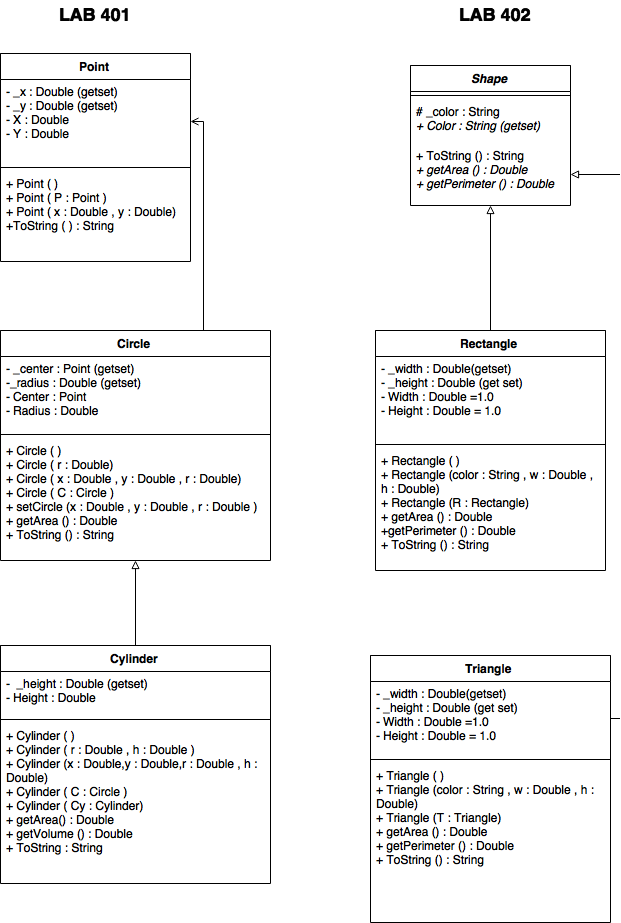 LAB 401
Point
- _x : Double (getset)
- _y : Double (getset)
- X : Double
- Y : Double
+ Point ( )
+ Point ( P : Point )
+ Point ( x : Double , y : Double)
+ToString ( ) : String
Circle
- _center : Point (getset)
-_radius : Double (getset)
- Center : Point
- Radius : Double
+ Circle ( )
+ Circle ( r : Double)
+ Circle ( x : Double , y : Double , r : Double)
+ Circle ( C : Circle )
+ setCircle (x : Double , y : Double , r : Double )
+ getArea () : Double
+ ToString () : String
Cylinder
- _height : Double (getset)
- Height : Double
+ Cylinder ( )
+ Cylinder ( r : Double , h : Double )
+ Cylinder (x : Double,y : Double,r : Double , h :
Double)
+ Cylinder ( C : Circle )
+ Cylinder ( Cy : Cylinder)
+ getArea() : Double
+ getVolume () : Double
+ ToString : String
LAB 402
Shape
# _color : String
+ Color : String (getset)
+ ToString () : String
+ getArea () : Double
+ getPerimeter () : Double
Rectangle
- _width : Double(getset)
- _height : Double (get set)
- Width : Double =1.0
- Height : Double = 1.0
+ Rectangle ( )
+ Rectangle (color : String , w : Double ,
h : Double)
+ Rectangle (R : Rectangle)
+ getArea () : Double
+getPerimeter () : Double
+ ToString () : String
Triangle
- _width : Double(getset)
- _height : Double (get set)
- Width : Double =1.0
- Height : Double = 1.0
+ Triangle ( )
+ Triangle (color : String , w : Double , h :
Double)
+ Triangle (T : Triangle)
+ getArea () : Double
+ getPerimeter () : Double
+ ToString () : String